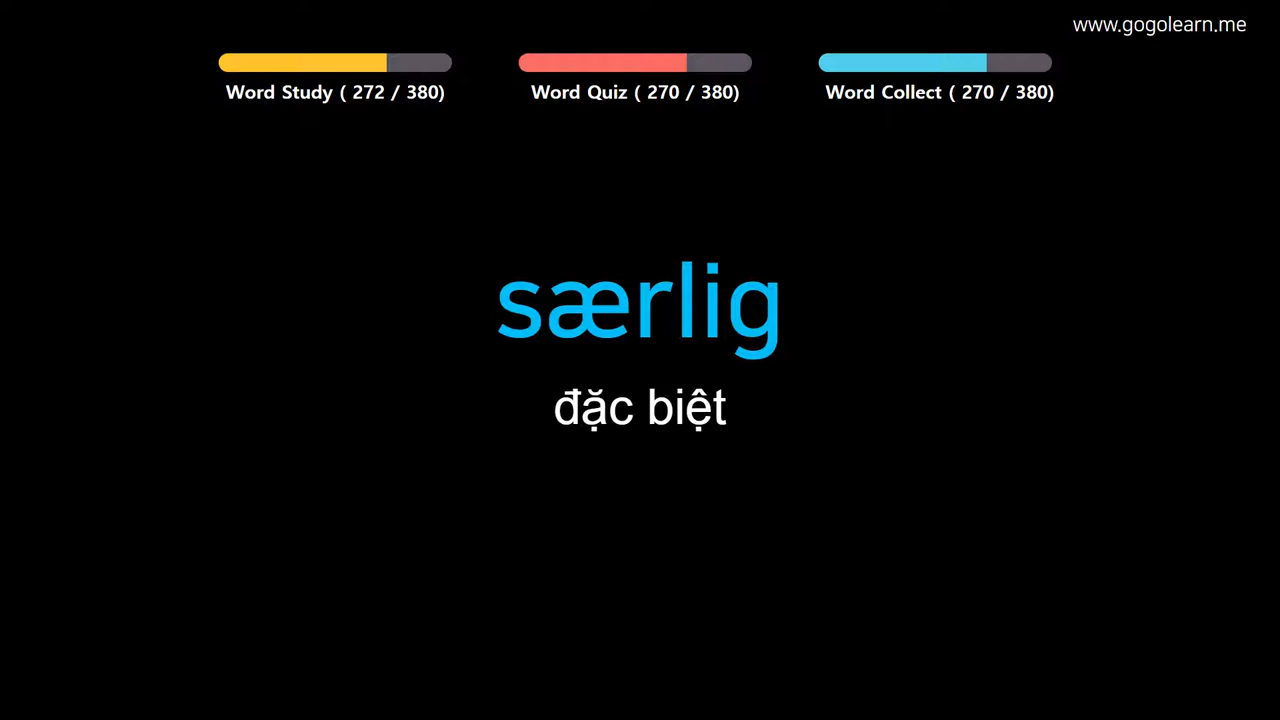 www.gogolearn.me
Word Study ( 272 / 380)
Word Quiz ( 270 / 380)
Word Collect ( 270 / 380)
særlig
đặc biệt